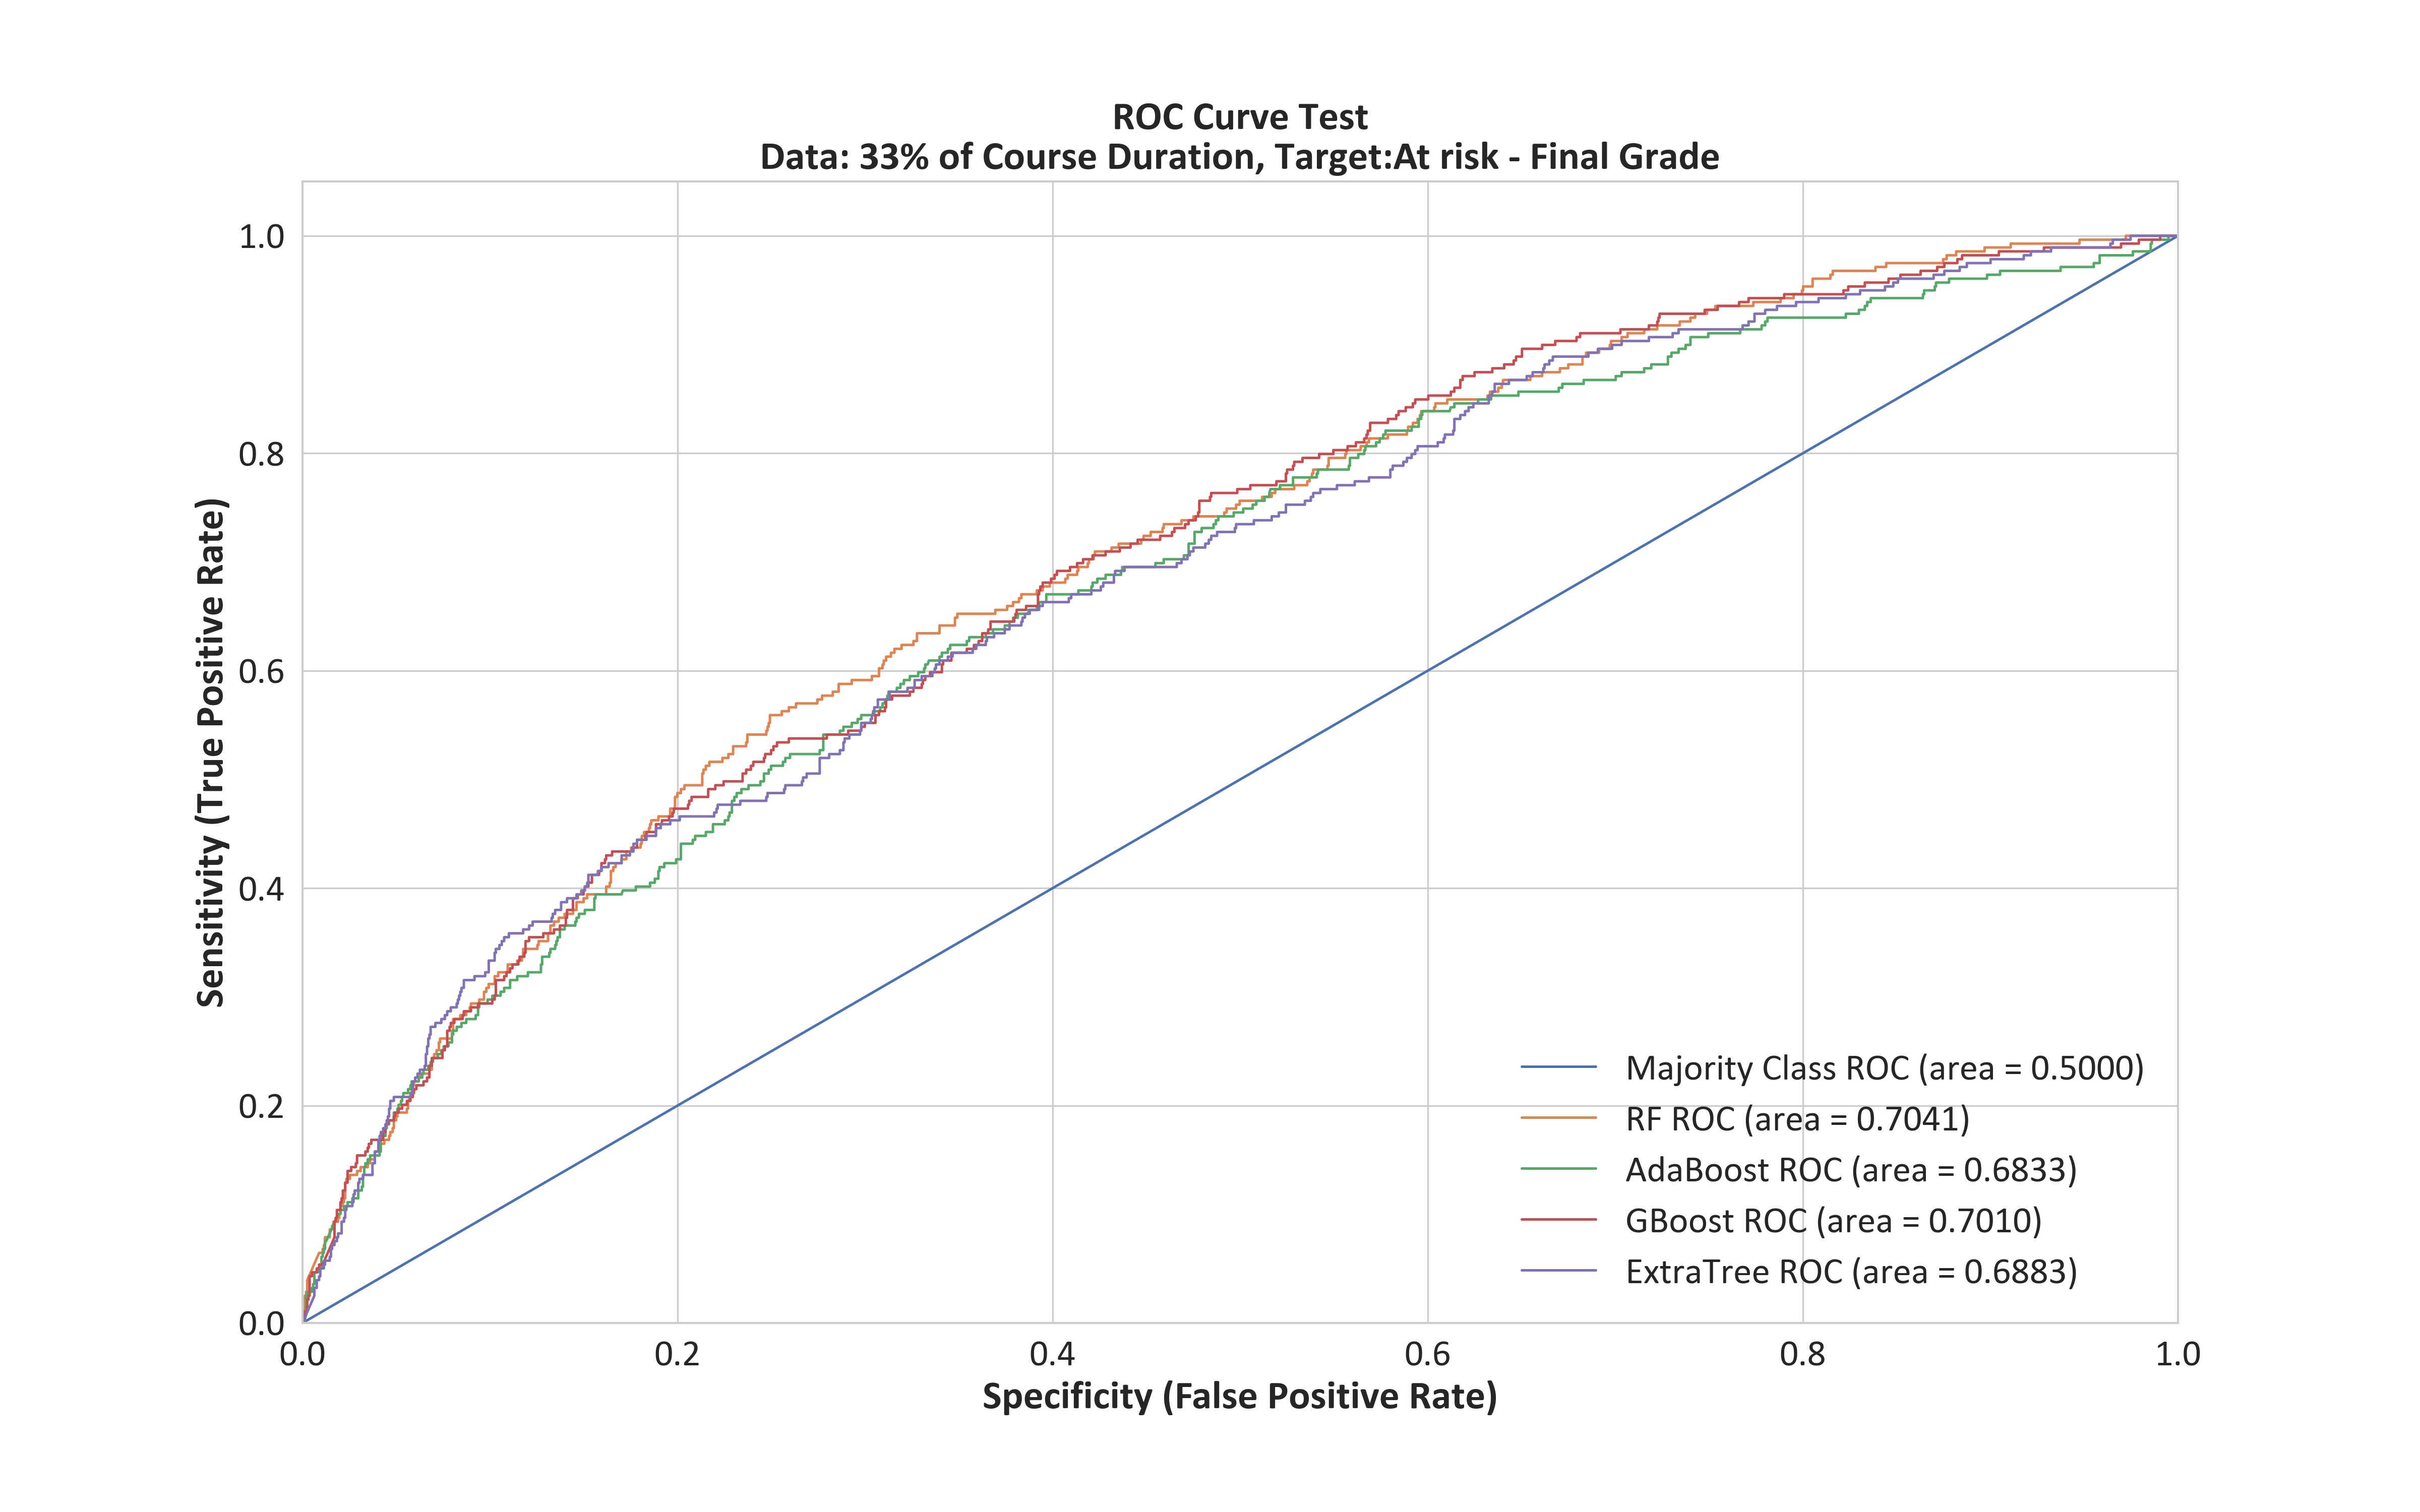 ROC Curve Test
Data: 33% of Course Duration, Target:At risk - Final Grade
Sensitivity (True Positive Rate)
1.0
0.8
0.6
0.4
0.2
0.0
0.0
0.2
0.4
0.6
0.8
1.0
Specificity (False Positive Rate)
Majority Class ROC (area = 0.5000)
RF ROC (area = 0.7041)
AdaBoost ROC (area = 0.6833)
GBoost ROC (area = 0.7010)
ExtraTree ROC (area = 0.6883)